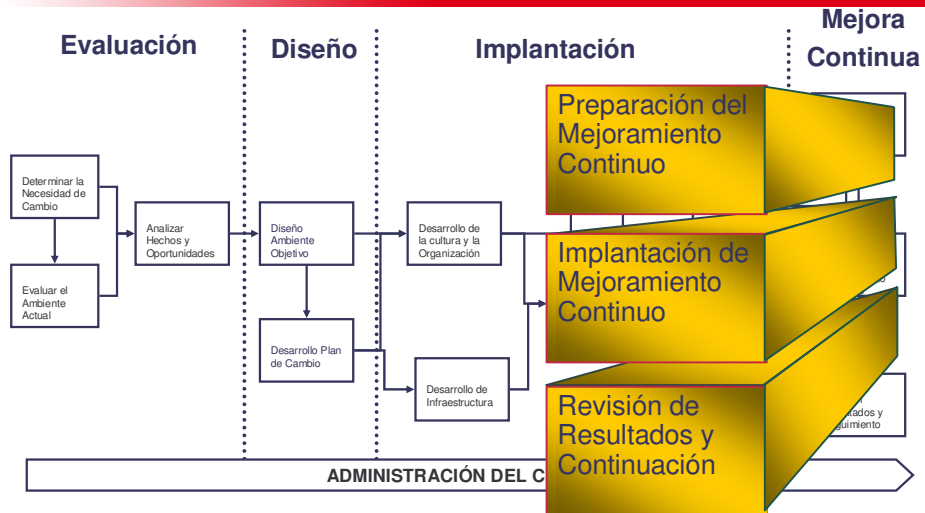 Evaluación
Diseño
Implantación
Mejora
Continua
Determinar la
Necesidad de
Cambio
Evaluar el
Ambiente
Actual
Analizar
Hechos y
Oportunidades
Diseño
Ambiente
Objetivo
Desarrollo Plan
de Cambio
Desarrollo de
la cultura y la
Organización
Desarrollo de
Infraestructura
Preparación del
Mejoramiento
Continuo
Implantación de
Mejoramiento
Continuo
Revisión de
Resultados y
Continuación
ADMINISTRACIÓN DEL